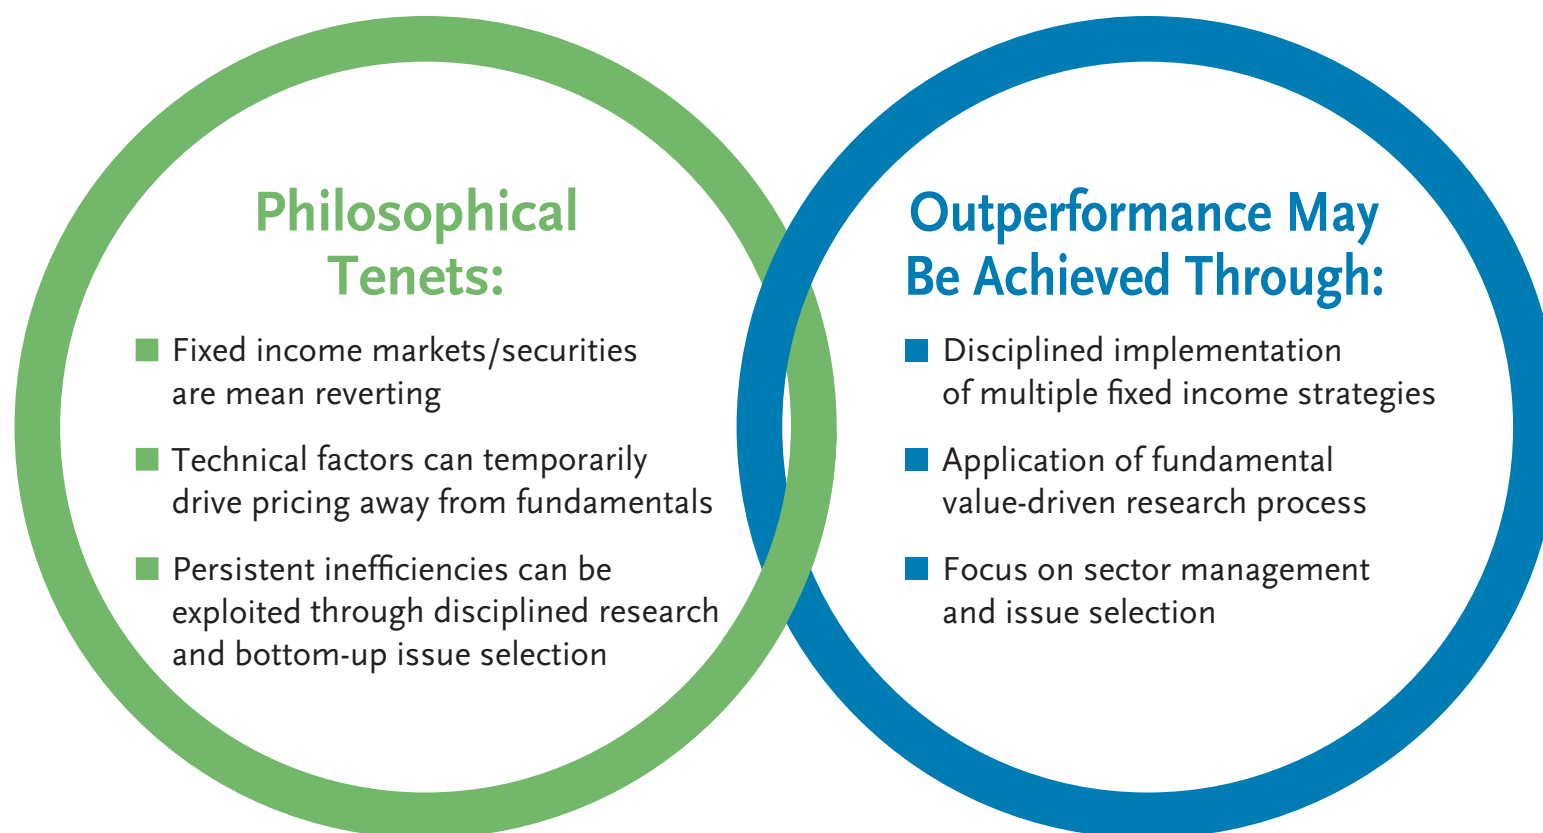 Philosophical
Tenets:
Fixed income markets/securities
are mean reverting
Technical factors can temporarily
drive pricing away from fundamentals
Persistent inefficiencies can be
exploited through disciplined research
and bottom-up issue selection
Outperformance May
Be Achieved Through:
Disciplined implementation
of multiple fixed income strategies
Application of fundamental
value-driven research process
Focus on sector management
and issue selection